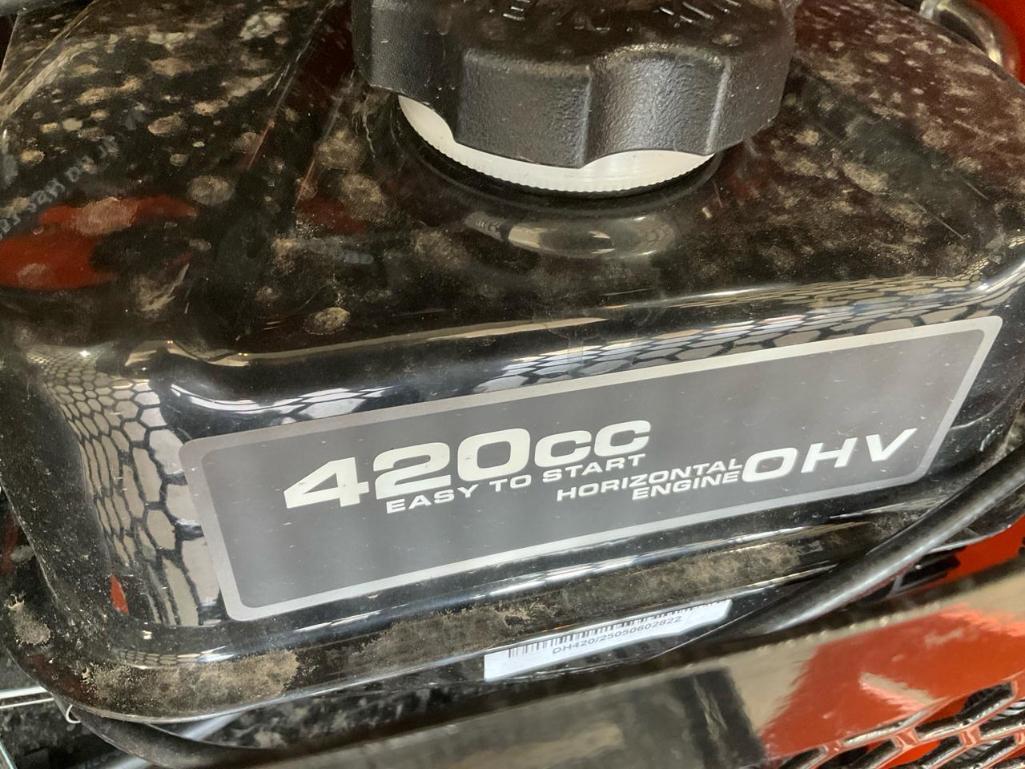 420CC
EASY TO START
HORIZONTAL
ENGINE
OHV
DH420/25050602822